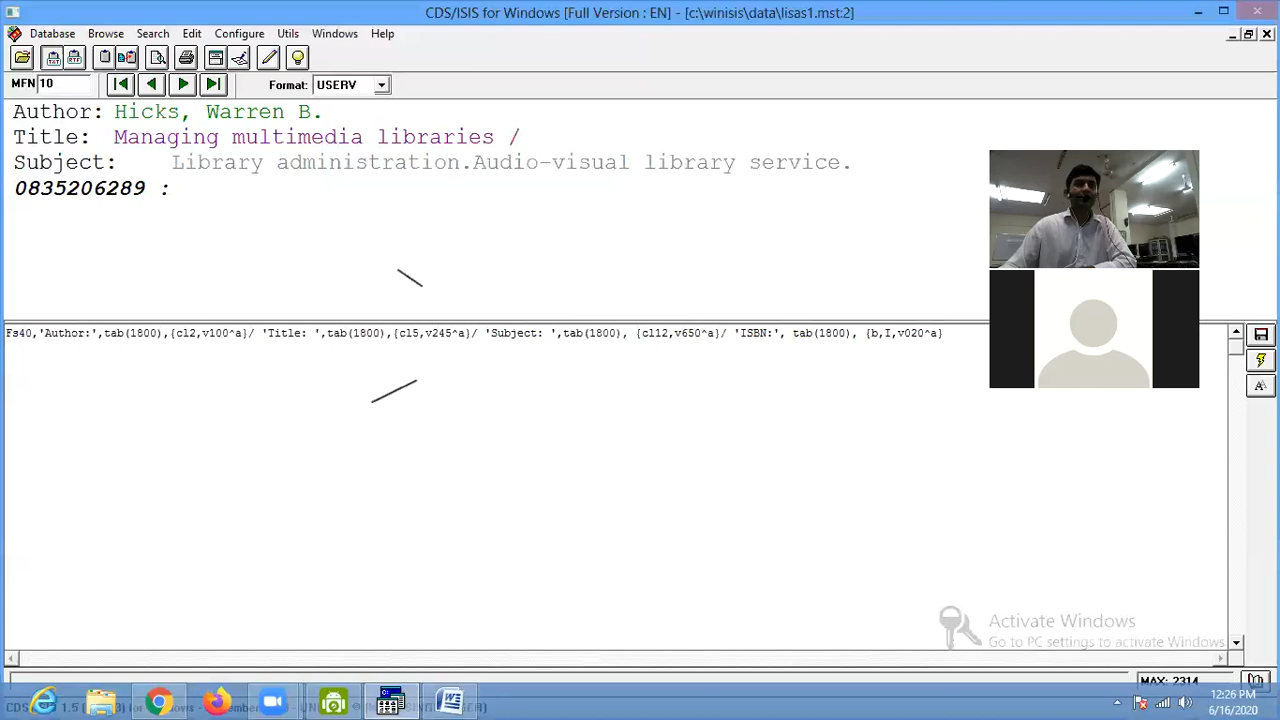 CDS/ISIS for Windows [Full Version : EN] - [c:\winisis\data\lisas1.mst:2]
Database Browse Search Edit Configure Utils Windows Help
MFN 10 Format: USERV
Author: Hicks, Warren B.
Title: Managing multimedia libraries /
Subject: Library administration.Audio-visual library service.
0835206289 :
Fs40,'Author:',tab(1800),{cl2,v100^a}/ 'Title: ',tab(1800),{cl5,v245^a}/ 'Subject: ',tab(1800), {cl12,v650^a}/ 'ISBN:', tab(1800), {b,I,v020^a}
Activate Windows
Go to PC settings to activate Windows.
MAX: 2314
12:26 PM
6/16/2020